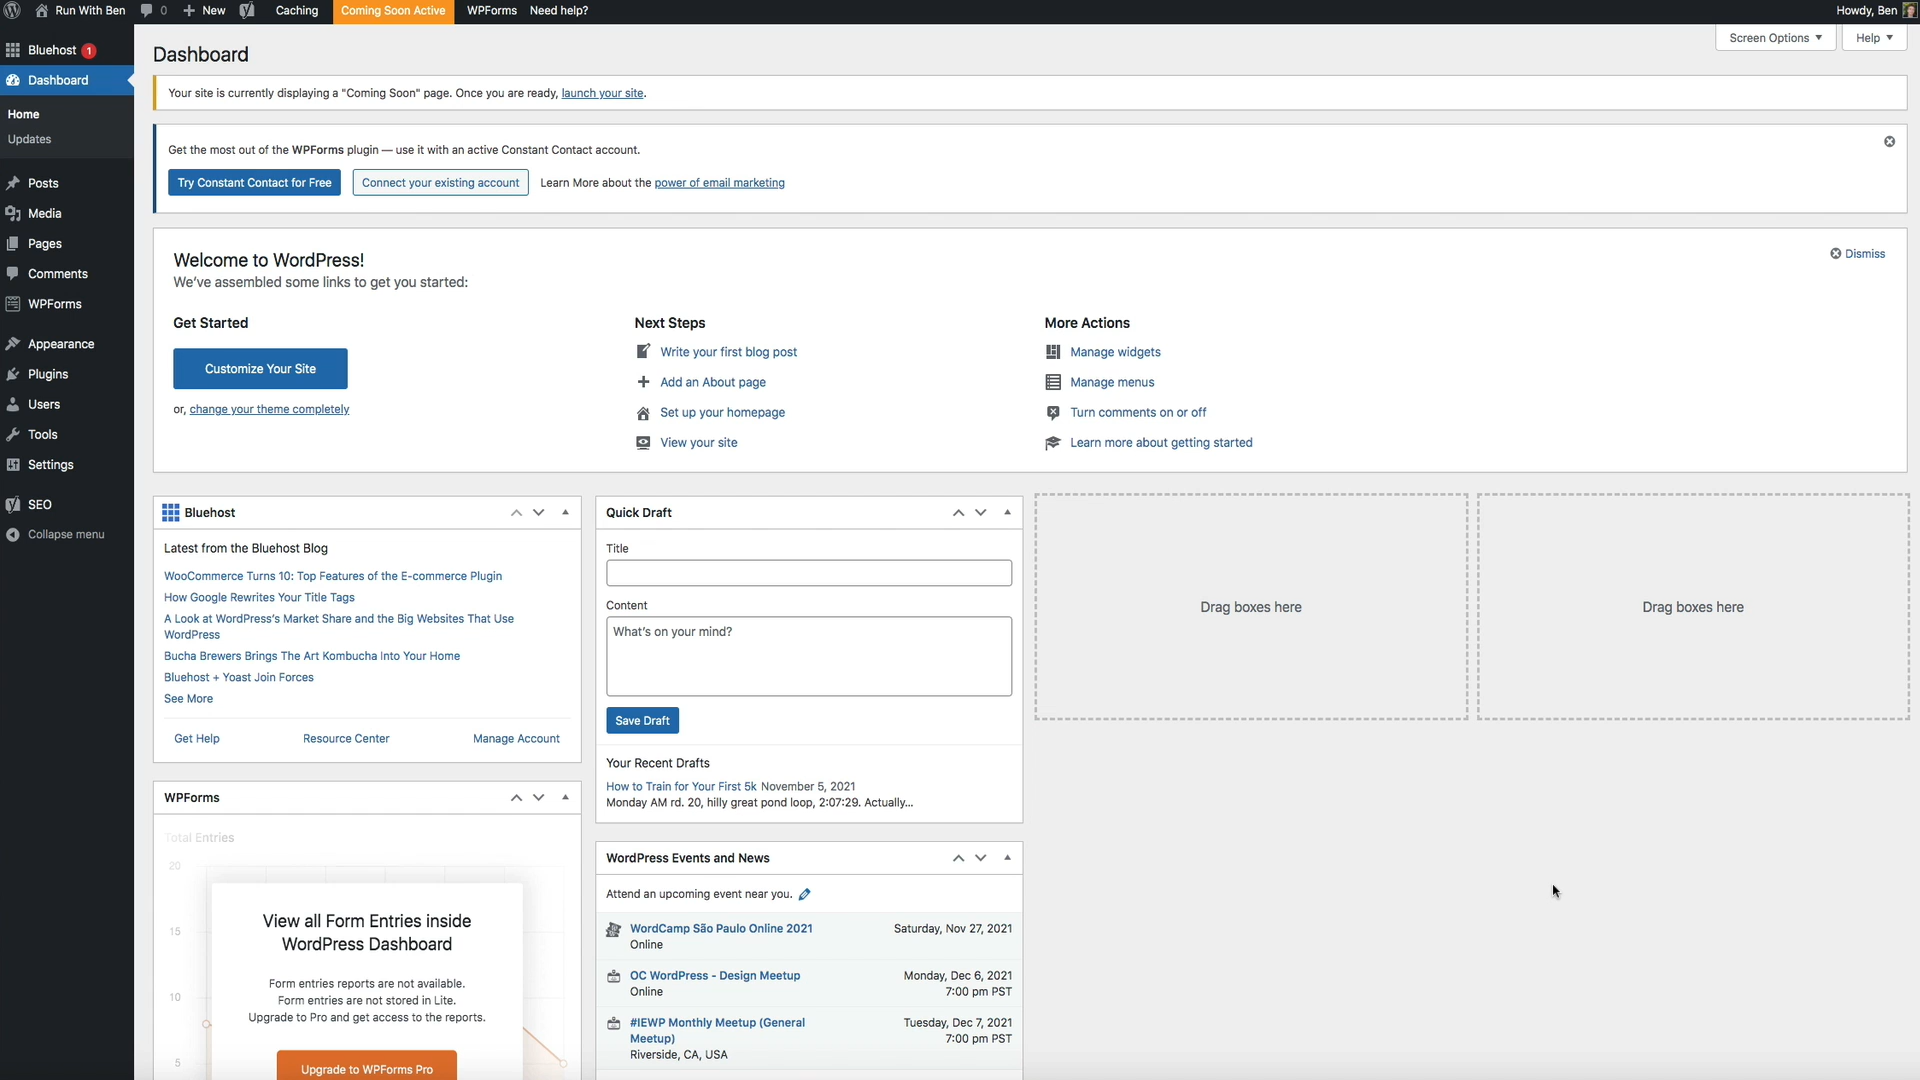 Run With Ben
0
New
Caching
Coming Soon Active
WPForms
Need help?
Howdy, Ben
Bluehost 1
Dashboard
Home
Updates
Posts
Media
Pages
Comments
WPForms
Appearance
Plugins
Users
Tools
Settings
SEO
Collapse menu
Dashboard
Screen Options
Help
Your site is currently displaying a "Coming Soon" page. Once you are ready, launch your site.
Get the most out of the WPForms plugin — use it with an active Constant Contact account.
Try Constant Contact for Free
Connect your existing account
Learn More about the power of email marketing
Welcome to WordPress!
We've assembled some links to get you started:
Dismiss
Get Started
Customize Your Site
or, change your theme completely
Next Steps
Write your first blog post
Add an About page
Set up your homepage
View your site
More Actions
Manage widgets
Manage menus
Turn comments on or off
Learn more about getting started
Bluehost
Latest from the Bluehost Blog
WooCommerce Turns 10: Top Features of the E-commerce Plugin
How Google Rewrites Your Title Tags
A Look at WordPress's Market Share and the Big Websites That Use
WordPress
Bucha Brewers Brings The Art Kombucha Into Your Home
Bluehost + Yoast Join Forces
See More
Get Help
Resource Center
Manage Account
WPForms
Total Entries
20
15
10
5
View all Form Entries inside
WordPress Dashboard
Form entries reports are not available.
Form entries are not stored in Lite.
Upgrade to Pro and get access to the reports.
Upgrade to WPForms Pro
Quick Draft
Title
Content
What's on your mind?
Save Draft
Your Recent Drafts
How to Train for Your First 5k November 5, 2021
Monday AM rd. 20, hilly great pond loop, 2:07:29. Actually…
WordPress Events and News
Attend an upcoming event near you.
WordCamp São Paulo Online 2021
Online
Saturday, Nov 27, 2021
OC WordPress - Design Meetup
Online
Monday, Dec 6, 2021
7:00 pm PST
#IEWP Monthly Meetup (General
Meetup)
Riverside, CA, USA
Tuesday, Dec 7, 2021
7:00 pm PST
Drag boxes here
Drag boxes here